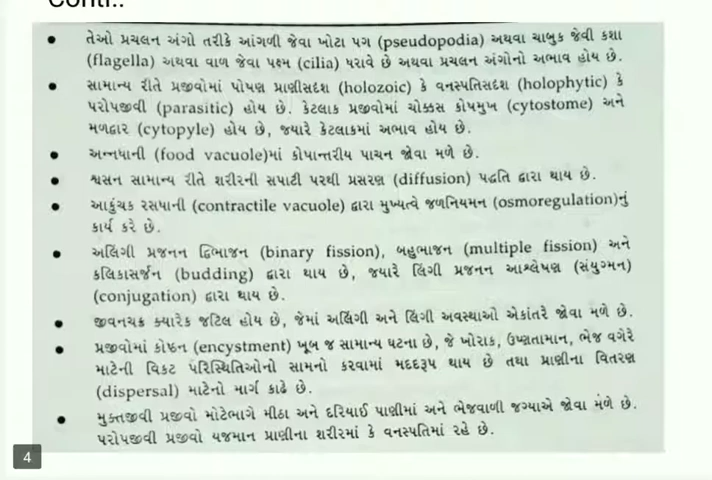 Conti..
• તેઓ પ્રચલન અંગો તરીકે આંગળી જેવા ખોટા પગ (pseudopodia) અથવા ચાબુક જેવી કશા
(flagella) અથવા વાળ જેવા પક્ષ્મ (cilia) ધરાવે છે અથવા પ્રચલન અંગોનો અભાવ હોય છે.
• સામાન્ય રીતે પ્રજીવોમાં પોષણ પ્રાણીસદશ (holozoic) કે વનસ્પતિસદશ (holophytic) કે
પરોપજીવી (parasitic) હોય છે. કેટલાક પ્રજીવોમાં ચોક્કસ કોષમુખ (cytostome) અને
મળદ્વાર (cytopyle) હોય છે, જ્યારે કેટલાકમાં અભાવ હોય છે.
• અન્નધાની (food vacuole)માં કોષાન્તરીય પાચન જોવા મળે છે.
• શ્વસન સામાન્ય રીતે શરીરની સપાટી પરથી પ્રસરણ (diffusion) પદ્ધતિ દ્વારા થાય છે.
• આકુંચક રસધાની (contractile vacuole) દ્વારા મુખ્યત્વે જળનિયમન (osmoregulation)નું
કાર્ય કરે છે.
• અલિંગી પ્રજનન દ્વિભાજન (binary fission), બહુભાજન (multiple fission) અને
કલિકાસર્જન (budding) દ્વારા થાય છે, જ્યારે લિંગી પ્રજનન આશ્લેષણ (સંયુગ્મન)
(conjugation) દ્વારા થાય છે.
• જીવનચક્ર ક્યારેક જટિલ હોય છે, જેમાં અલિંગી અને લિંગી અવસ્થાઓ એકાંતરે જોવા મળે છે.
• પ્રજીવોમાં કોષ્ઠન (encystment) ખૂબ જ સામાન્ય ઘટના છે, જે ખોરાક, ઉષ્ણતામાન, ભેજ વગેરે
માટેની વિકટ પરિસ્થિતિઓનો સામનો કરવામાં મદદરૂપ થાય છે તથા પ્રાણીના વિતરણ
(dispersal) માટેનો માર્ગ કાઢે છે.
• મુક્તજીવી પ્રજીવો મોટેભાગે મીઠા અને દરિયાઈ પાણીમાં અને ભેજવાળી જગ્યાએ જોવા મળે છે.
પરોપજીવી પ્રજીવો યજમાન પ્રાણીના શરીરમાં કે વનસ્પતિમાં રહે છે.
4